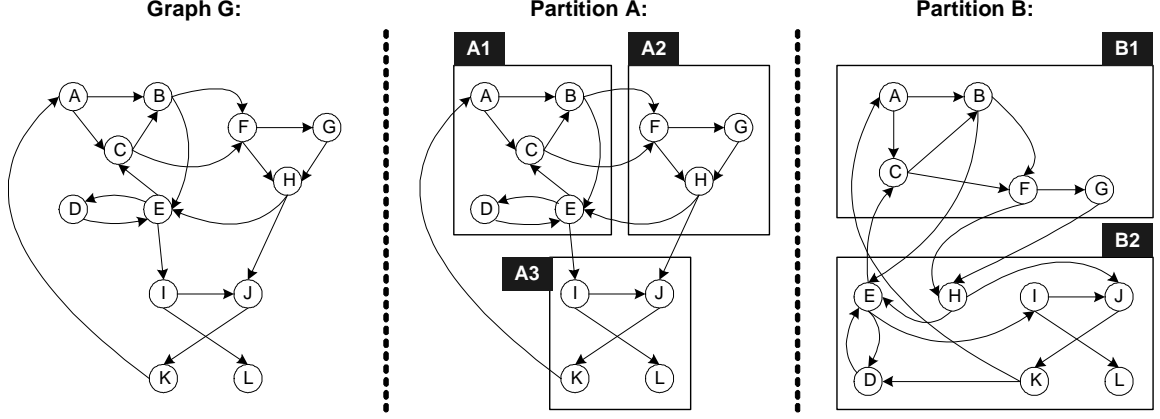 Graph G:
Partition A:
Partition B:
A
B
C
D
E
F
G
H
I
J
K
L
A1
A2
A
B
C
D
E
F
G
H
A3
I
J
K
L
B1
A
B
C
F
G
B2
E
H
I
J
D
K
L